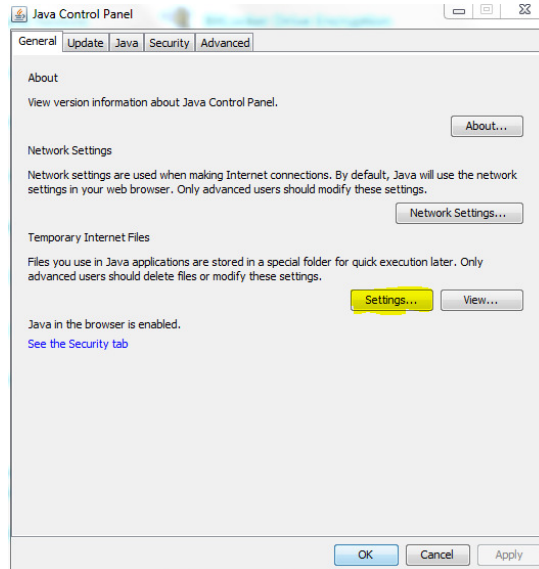 Java Control Panel
General Update Java Security Advanced
About
View version information about Java Control Panel.
About...
Network Settings
Network settings are used when making Internet connections. By default, Java will use the network
settings in your web browser. Only advanced users should modify these settings.
Network Settings...
Temporary Internet Files
Files you use in Java applications are stored in a special folder for quick execution later. Only
advanced users should delete files or modify these settings.
Settings... View...
Java in the browser is enabled.
See the Security tab
OK Cancel Apply